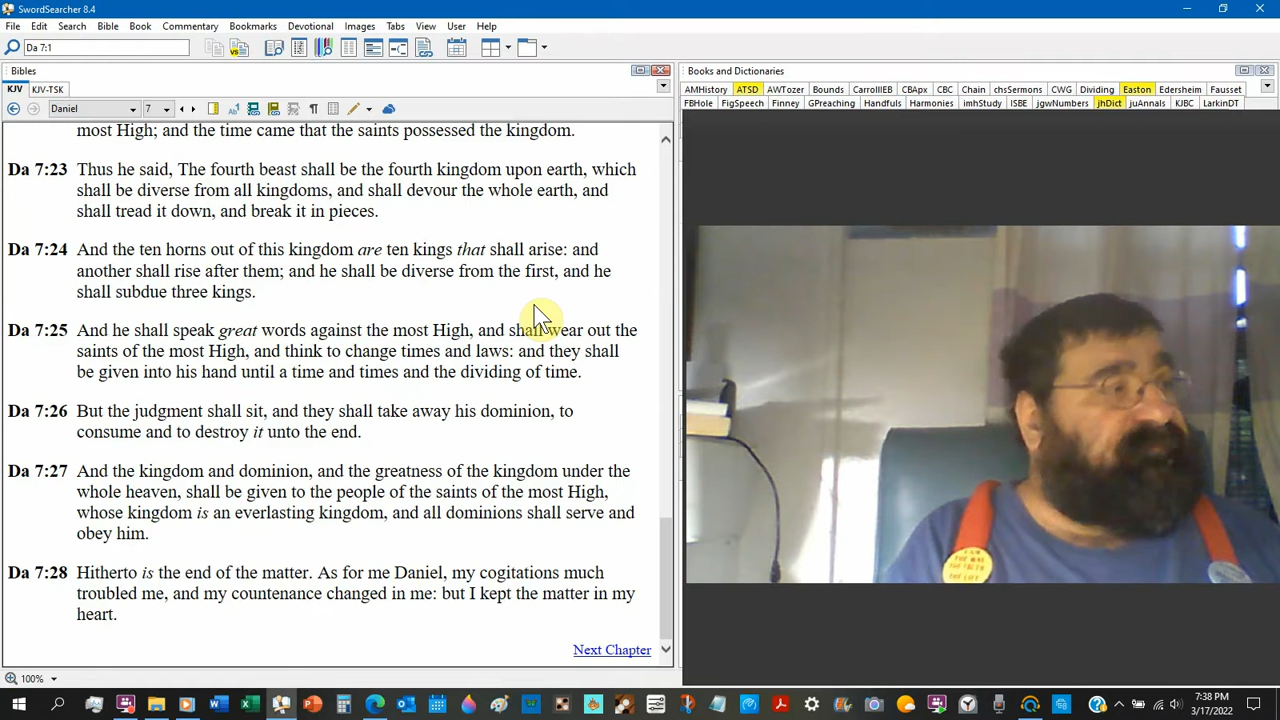 SwordSearcher 8.4
File Edit Search Bible Book Commentary Bookmarks Devotional Images Tabs View User Help
Da 7:1
Bibles
Books and Dictionaries
KJV KJV-TSK
AMHistory ATSD AWTozer Bounds CarrollIEB CBApx CBC Chain chsSermons CWG Dividing Easton Edersheim Fausset
FBHole FigSpeech Finney GPreaching Handfuls Harmonies imhStudy ISBE jgwNumbers jhDict juAnnals KJBC LarkinDT
Daniel 7
most High; and the time came that the saints possessed the kingdom.
Da 7:23 Thus he said, The fourth beast shall be the fourth kingdom upon earth, which
shall be diverse from all kingdoms, and shall devour the whole earth, and
shall tread it down, and break it in pieces.
Da 7:24 And the ten horns out of this kingdom are ten kings that shall arise: and
another shall rise after them; and he shall be diverse from the first, and he
shall subdue three kings.
Da 7:25 And he shall speak great words against the most High, and shall wear out the
saints of the most High, and think to change times and laws: and they shall
be given into his hand until a time and times and the dividing of time.
Da 7:26 But the judgment shall sit, and they shall take away his dominion, to
consume and to destroy it unto the end.
Da 7:27 And the kingdom and dominion, and the greatness of the kingdom under the
whole heaven, shall be given to the people of the saints of the most High,
whose kingdom is an everlasting kingdom, and all dominions shall serve and
obey him.
Da 7:28 Hitherto is the end of the matter. As for me Daniel, my cogitations much
troubled me, and my countenance changed in me: but I kept the matter in my
heart.
Next Chapter
100%
7:38 PM
3/17/2022